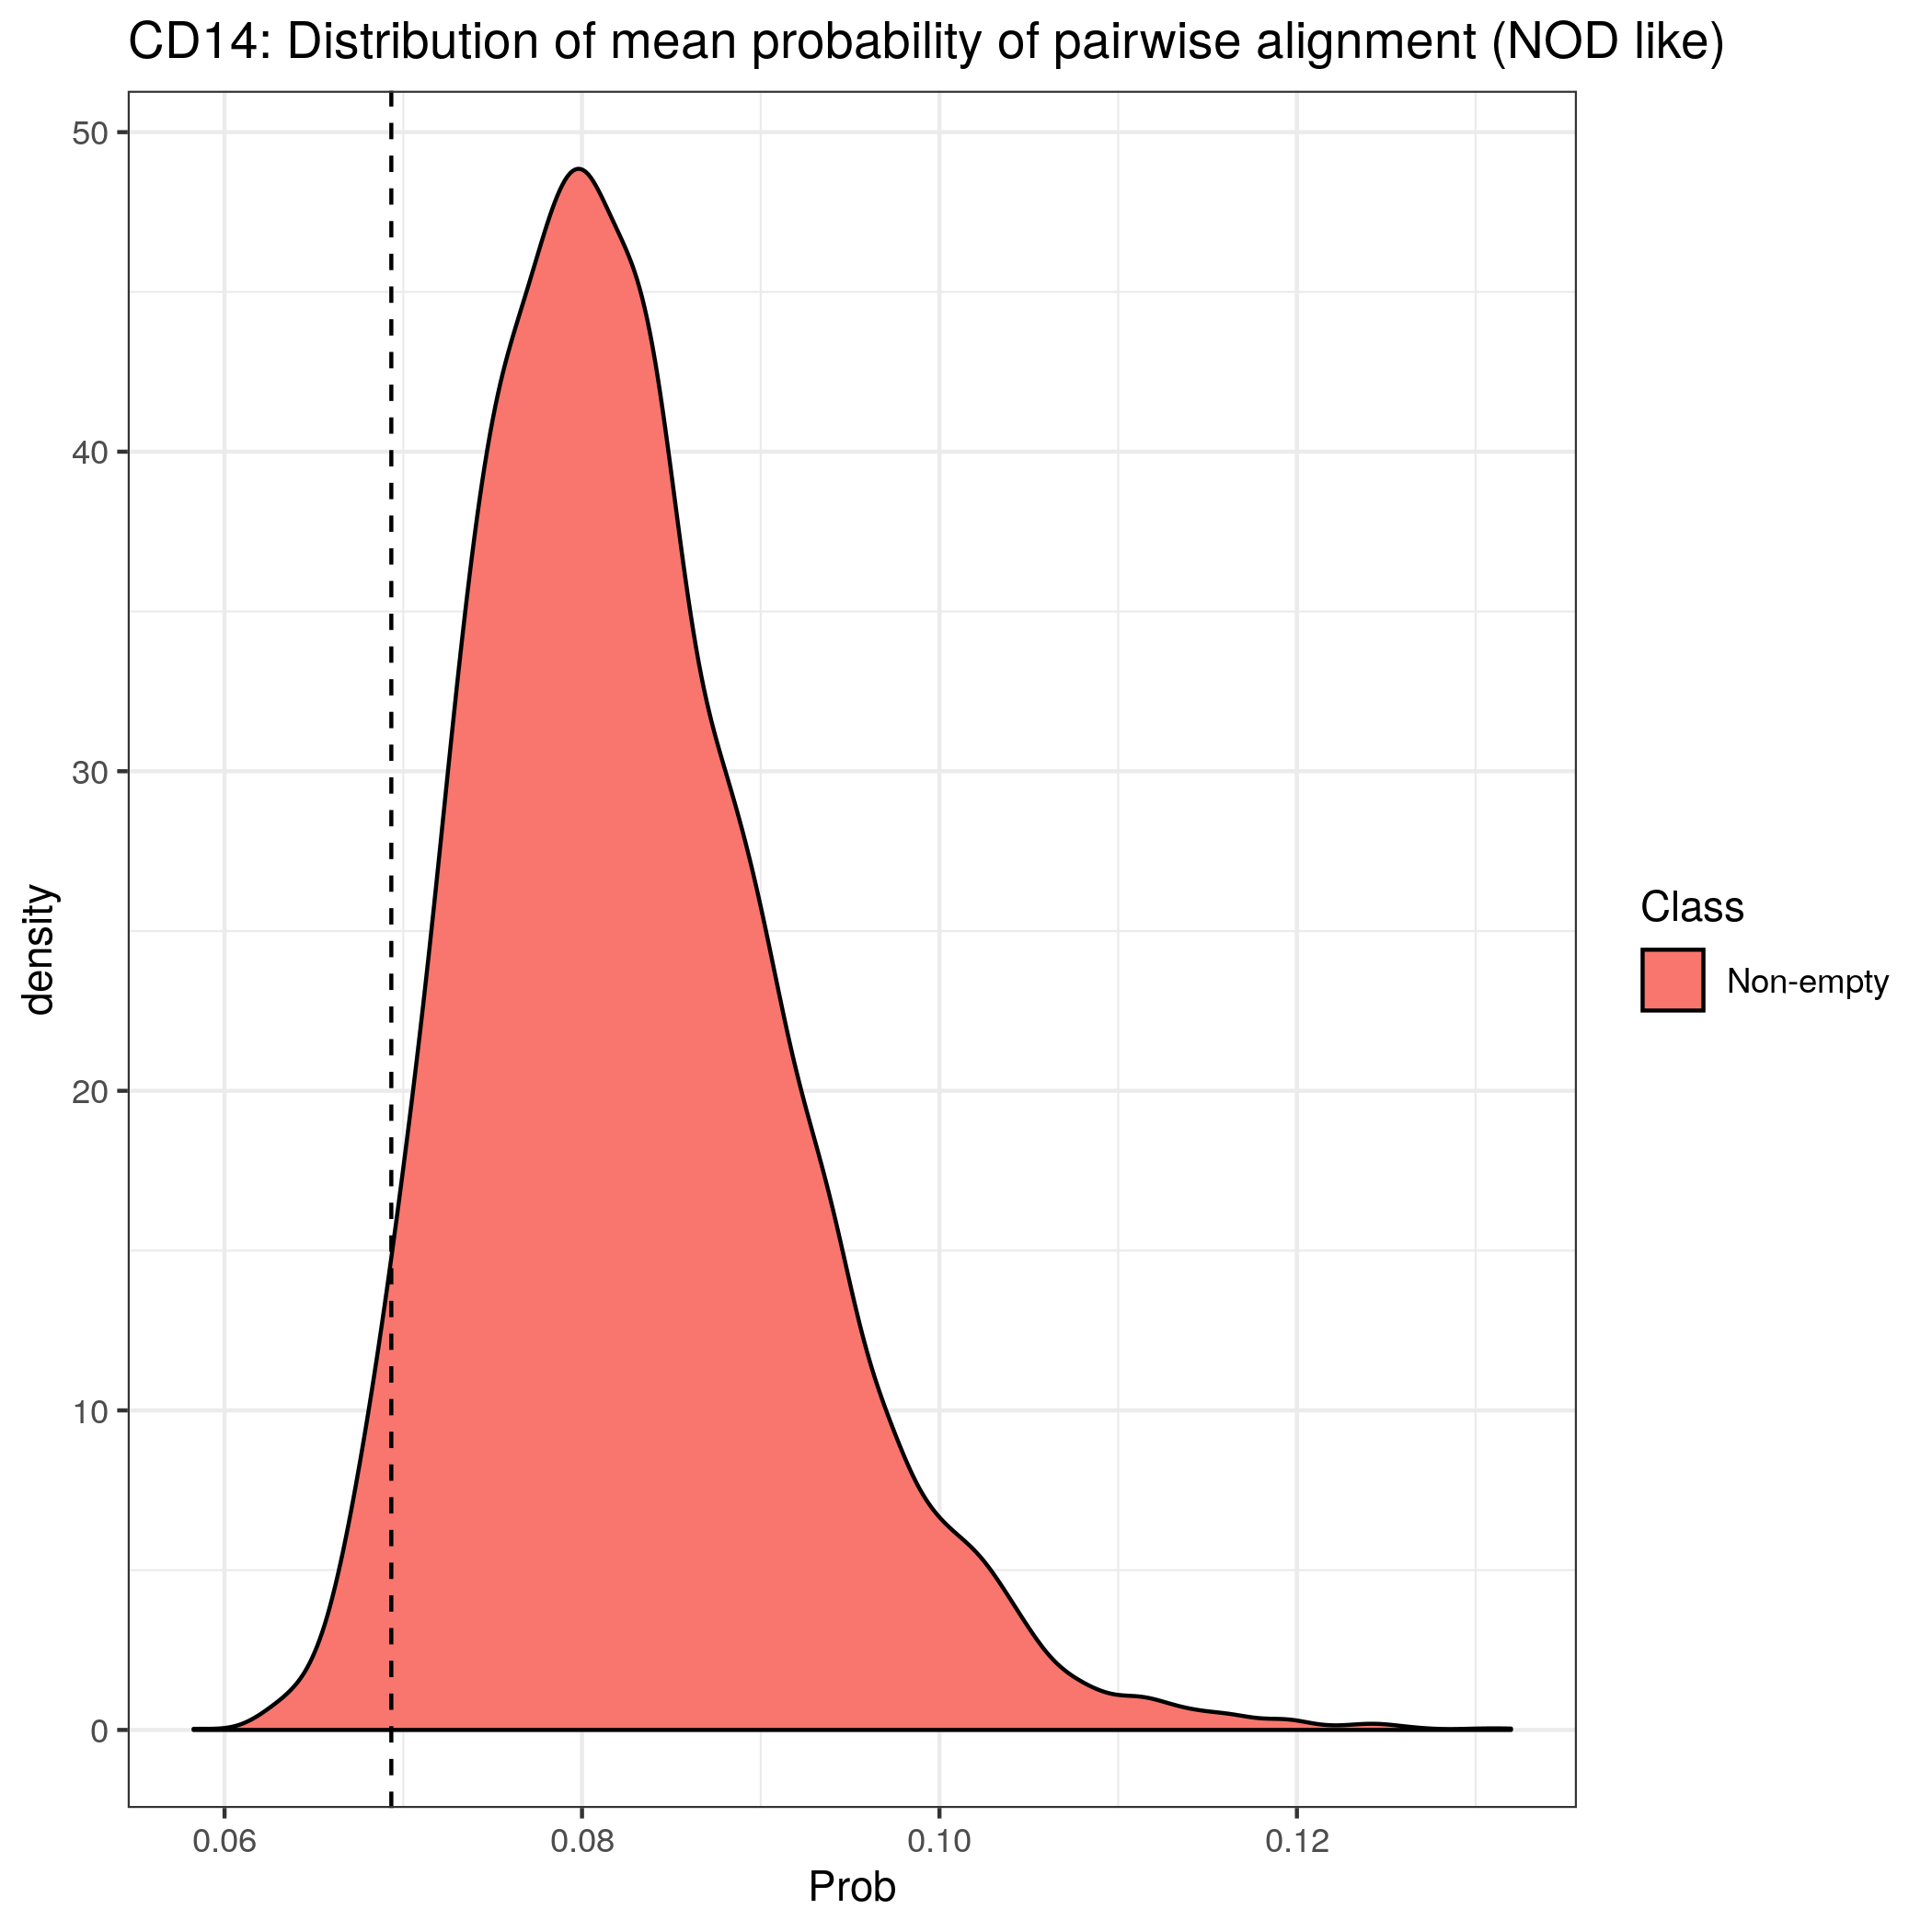 CD14: Distribution of mean probability of pairwise alignment (NOD like)
50
40
30
20
10
0
density
0.06 0.08 0.10 0.12
Prob
Class
Non-empty